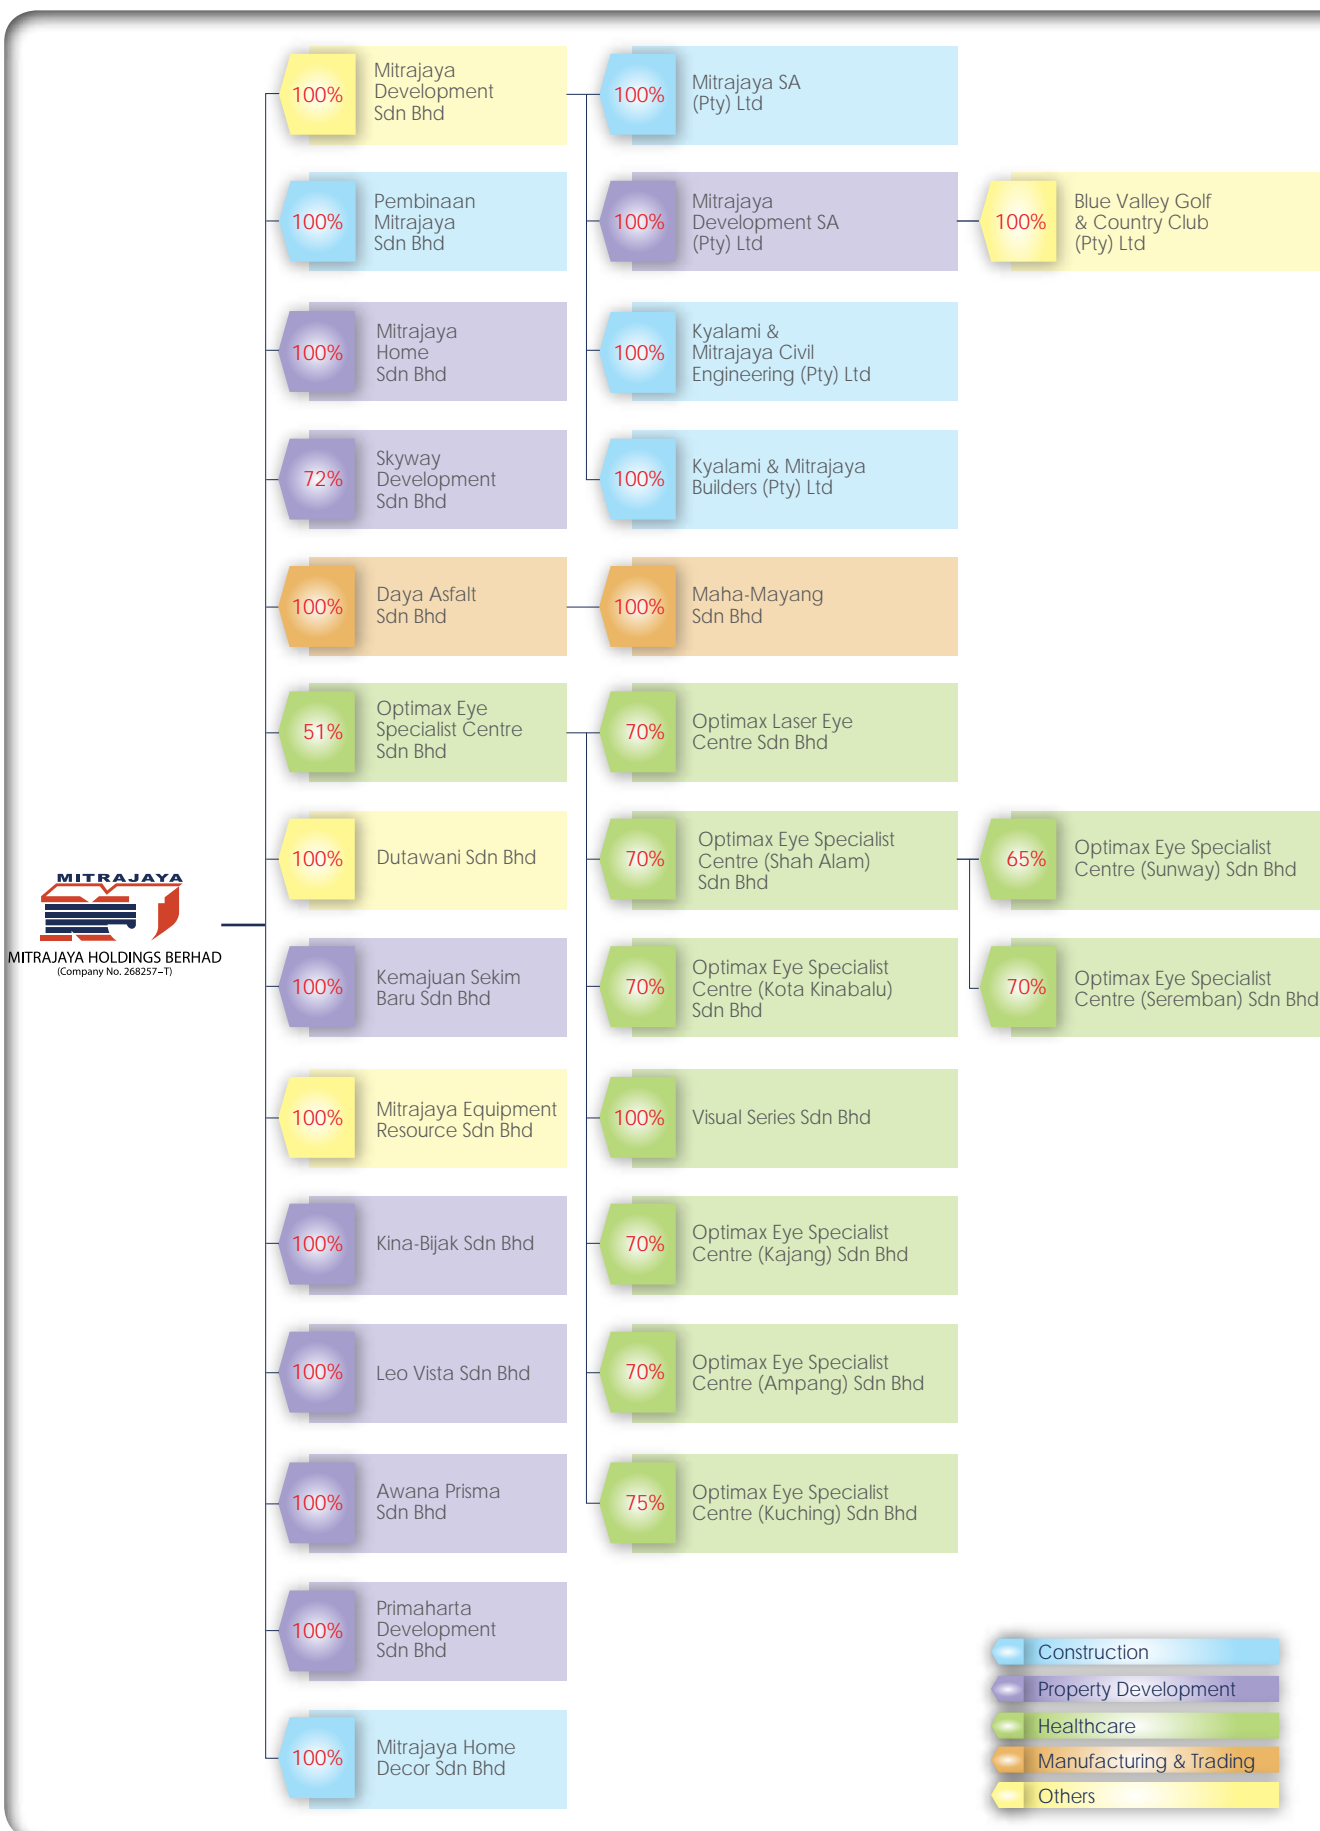 MITRAJAYA
MITRAJAYA HOLDINGS BERHAD
(Company No. 268257-T)
100%
Mitrajaya
Development
Sdn Bhd
100%
Pembinaan
Mitrajaya
Sdn Bhd
100%
Mitrajaya
Home
Sdn Bhd
72%
Skyway
Development
Sdn Bhd
100%
Daya Asfalt
Sdn Bhd
51%
Optimax Eye
Specialist Centre
Sdn Bhd
100%
Dutawani Sdn Bhd
100%
Kemajuan Sekim
Baru Sdn Bhd
100%
Mitrajaya Equipment
Resource Sdn Bhd
100%
Kina-Bijak Sdn Bhd
100%
Leo Vista Sdn Bhd
100%
Awana Prisma
Sdn Bhd
100%
Primaharta
Development
Sdn Bhd
100%
Mitrajaya Home
Decor Sdn Bhd
100%
Mitrajaya SA
(Pty) Ltd
100%
Mitrajaya
Development SA
(Pty) Ltd
100%
Kyalami &
Mitrajaya Civil
Engineering (Pty) Ltd
100%
Kyalami & Mitrajaya
Builders (Pty) Ltd
100%
Maha-Mayang
Sdn Bhd
70%
Optimax Laser Eye
Centre Sdn Bhd
70%
Optimax Eye Specialist
Centre (Shah Alam)
Sdn Bhd
70%
Optimax Eye Specialist
Centre (Kota Kinabalu)
Sdn Bhd
100%
Visual Series Sdn Bhd
70%
Optimax Eye Specialist
Centre (Kajang) Sdn Bhd
70%
Optimax Eye Specialist
Centre (Ampang) Sdn Bhd
75%
Optimax Eye Specialist
Centre (Kuching) Sdn Bhd
100%
Blue Valley Golf
& Country Club
(Pty) Ltd
65%
Optimax Eye Specialist
Centre (Sunway) Sdn Bhd
70%
Optimax Eye Specialist
Centre (Seremban) Sdn Bhd
Construction
Property Development
Healthcare
Manufacturing & Trading
Others